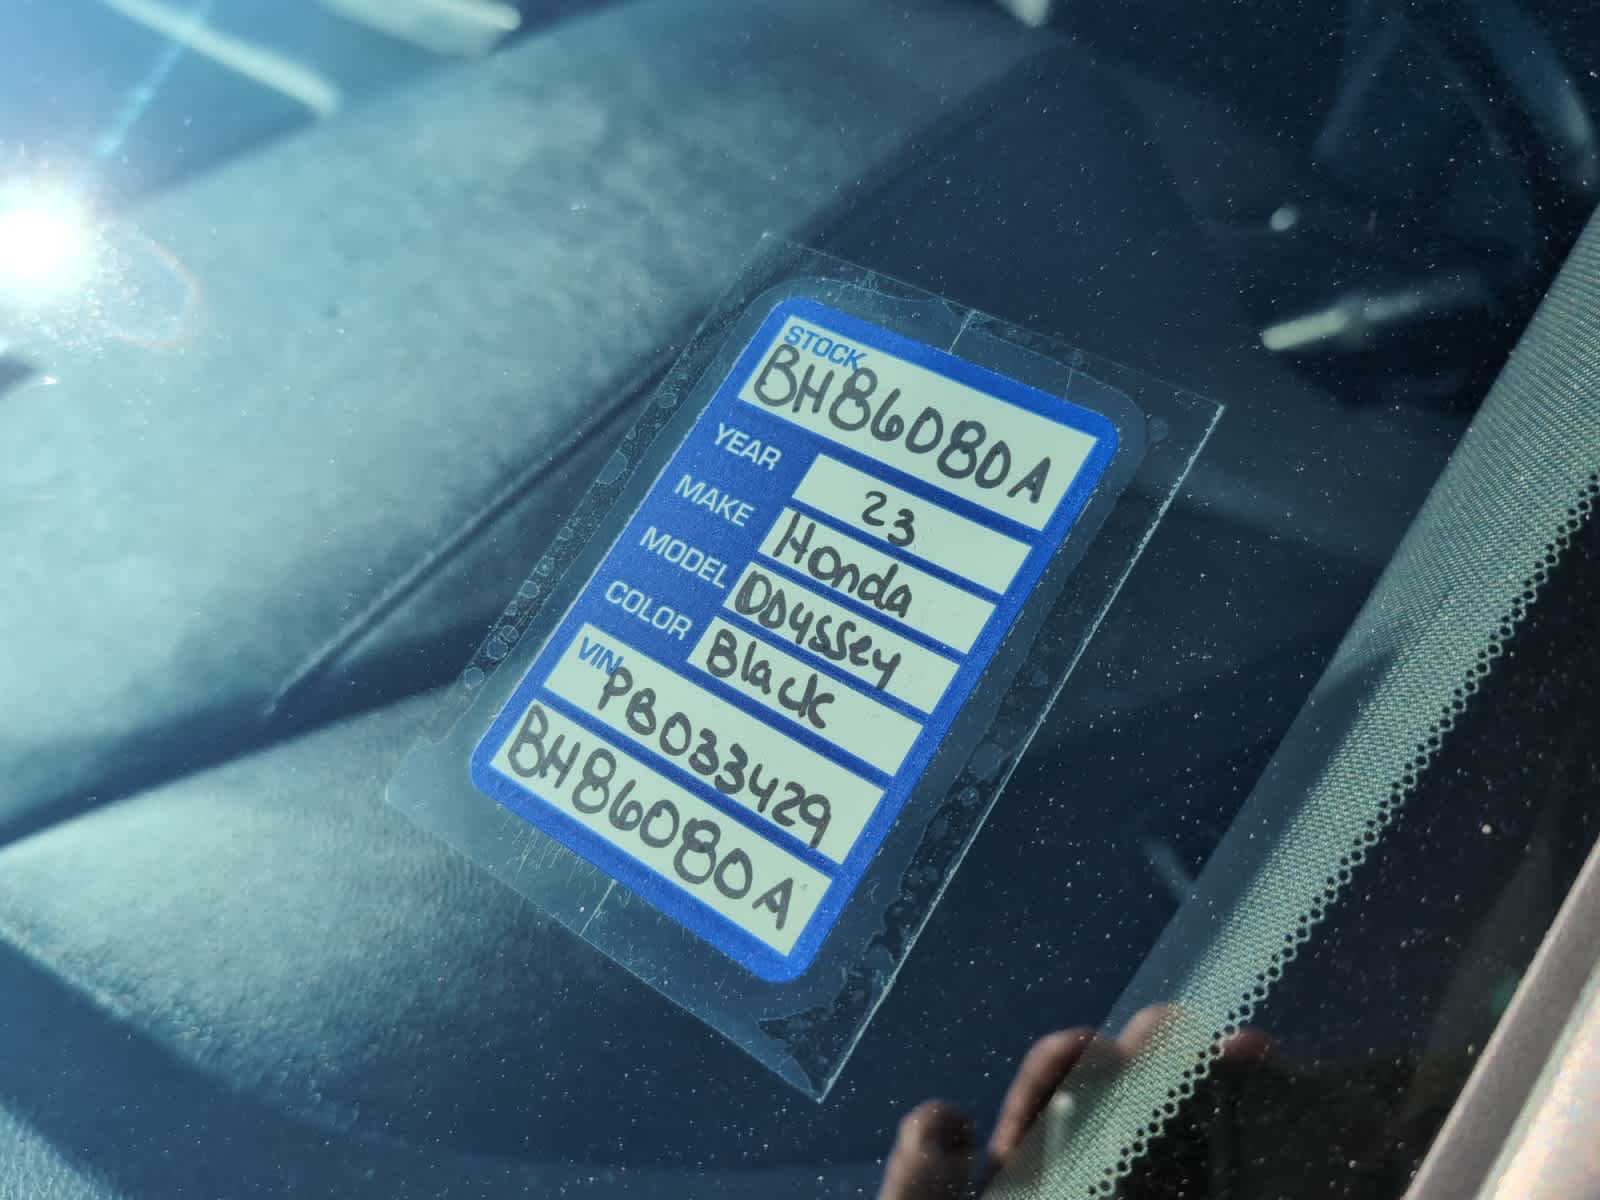 STOCK
BH86080A
YEAR 23
MAKE Honda
MODEL Odyssey
COLOR Black
VIN
PB033429
BH86080A